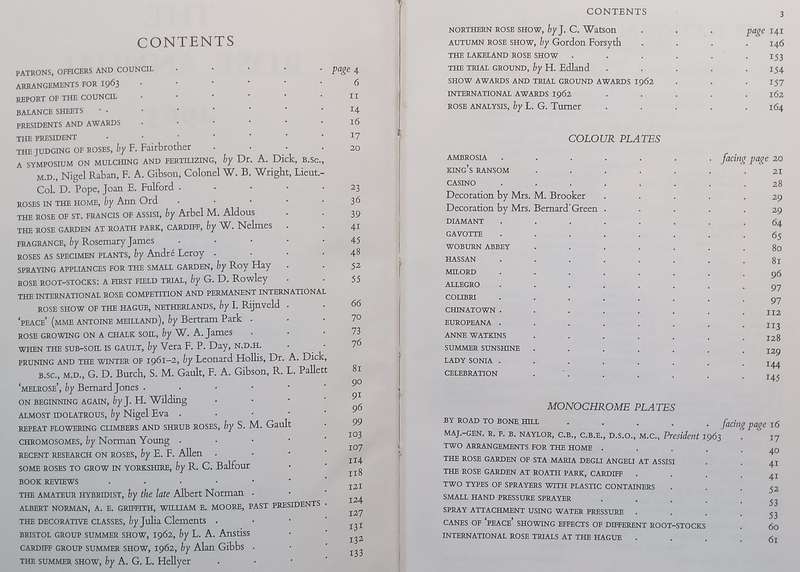 CONTENTS
PATRONS, OFFICERS AND COUNCIL . . . . . . page 4
ARRANGEMENTS FOR 1963 . . . . . . . 6
REPORT OF THE COUNCIL . . . . . . . 11
BALANCE SHEETS . . . . . . . 14
PRESIDENTS AND AWARDS . . . . . . . 16
THE PRESIDENT . . . . . . . 17
THE JUDGING OF ROSES, by F. Fairbrother . . . . 20
A SYMPOSIUM ON MULCHING AND FERTILIZING, by Dr. A. Dick, B.SC.,
M.D., Nigel Raban, F. A. Gibson, Colonel W. B. Wright, Lieut.-
Col. D. Pope, Joan E. Fulford . . . . . 23
ROSES IN THE HOME, by Ann Ord . . . . . 36
THE ROSE OF ST. FRANCIS OF ASSISI, by Arbel M. Aldous . . 39
THE ROSE GARDEN AT ROATH PARK, CARDIFF, by W. Nelmes . . 41
FRAGRANCE, by Rosemary James . . . . . 45
ROSES AS SPECIMEN PLANTS, by André Leroy . . . . 48
SPRAYING APPLIANCES FOR THE SMALL GARDEN, by Roy Hay . . 52
ROSE ROOT-STOCKS: A FIRST FIELD TRIAL, by G. D. Rowley . . 55
THE INTERNATIONAL ROSE COMPETITION AND PERMANENT INTERNATIONAL
ROSE SHOW OF THE HAGUE, NETHERLANDS, by I. Rijnveld . . 66
'PEACE' (MME ANTOINE MEILLAND), by Bertram Park . . . 70
ROSE GROWING ON A CHALK SOIL, by W. A. James . . . 73
WHEN THE SUB-SOIL IS GAULT, by Vera F. P. Day, N.D.H. . . 76
PRUNING AND THE WINTER OF 1961-2, by Leonard Hollis, Dr. A. Dick,
B.SC., M.D., G. D. Burch, S. M. Gault, F. A. Gibson, R. L. Pallett 81
'MELROSE', by Bernard Jones . . . . . . 90
ON BEGINNING AGAIN, by J. H. Wilding . . . . 91
ALMOST IDOLATROUS, by Nigel Eva . . . . . 96
REPEAT FLOWERING CLIMBERS AND SHRUB ROSES, by S. M. Gault . 99
CHROMOSOMES, by Norman Young . . . . . 103
RECENT RESEARCH ON ROSES, by E. F. Allen . . . . 107
SOME ROSES TO GROW IN YORKSHIRE, by R. C. Balfour . . 114
BOOK REVIEWS . . . . . . . 118
THE AMATEUR HYBRIDIST, by the late Albert Norman . . . 121
ALBERT NORMAN, A. E. GRIFFITH, WILLIAM E. MOORE, PAST PRESIDENTS . 124
THE DECORATIVE CLASSES, by Julia Clements . . . . 127
BRISTOL GROUP SUMMER SHOW, 1962, by L. A. Anstiss . . 131
CARDIFF GROUP SUMMER SHOW, 1962, by Alan Gibbs . . . 132
THE SUMMER SHOW, by A. G. L. Hellyer . . . . 133
CONTENTS 3
NORTHERN ROSE SHOW, by J. C. Watson . . . page 141
AUTUMN ROSE SHOW, by Gordon Forsyth . . . . 146
THE LAKELAND ROSE SHOW . . . . . 153
THE TRIAL GROUND, by H. Edland . . . . . 154
SHOW AWARDS AND TRIAL GROUND AWARDS 1962 . . . 157
INTERNATIONAL AWARDS 1962 . . . . . 162
ROSE ANALYSIS, by L. G. Turner . . . . . 164
COLOUR PLATES
AMBROSIA . . . . . . . facing page 20
KING'S RANSOM . . . . . . . 21
CASINO . . . . . . . 28
Decoration by Mrs. M. Brooker . . . . . 29
Decoration by Mrs. Bernard Green . . . . . 29
DIAMANT . . . . . . . 64
GAVOTTE . . . . . . . 65
WOBURN ABBEY . . . . . . 80
HASSAN . . . . . . . 81
MILORD . . . . . . . 96
ALLEGRO . . . . . . . 97
COLIBRI . . . . . . . 97
CHINATOWN . . . . . . . 112
EUROPEANA . . . . . . . 113
ANNE WATKINS . . . . . . 128
SUMMER SUNSHINE . . . . . . 129
LADY SONIA . . . . . . . 144
CELEBRATION . . . . . . 145
MONOCHROME PLATES
BY ROAD TO BONE HILL . . . . . facing page 16
MAJ.-GEN. R. F. B. NAYLOR, C.B., C.B.E., D.S.O., M.C., President 1963 . 17
TWO ARRANGEMENTS FOR THE HOME . . . . . 40
THE ROSE GARDEN OF STA MARIA DEGLI ANGELI AT ASSISI . . 41
THE ROSE GARDEN AT ROATH PARK, CARDIFF . . . . 41
TWO TYPES OF SPRAYERS WITH PLASTIC CONTAINERS . . . 52
SMALL HAND PRESSURE SPRAYER . . . . . 53
SPRAY ATTACHMENT USING WATER PRESSURE . . . . 53
CANES OF 'PEACE' SHOWING EFFECTS OF DIFFERENT ROOT-STOCKS . 60
INTERNATIONAL ROSE TRIALS AT THE HAGUE . . . . 61